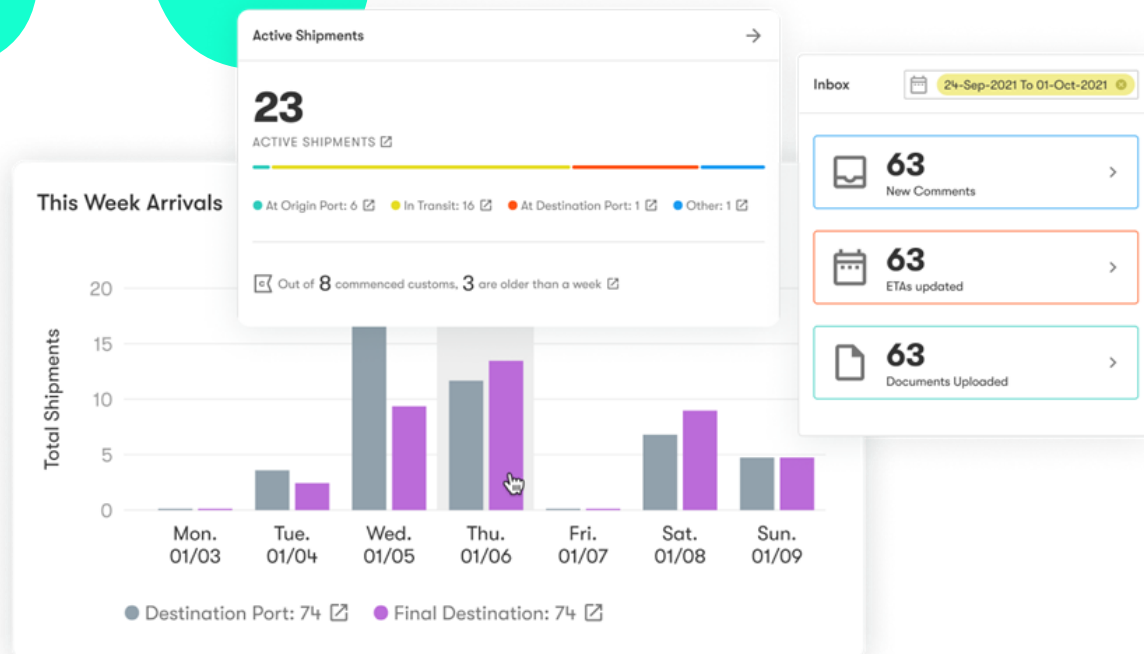 Active Shipments
23
ACTIVE SHIPMENTS
At Origin Port: 6 In Transit: 16 At Destination Port: 1 Other: 1
Out of 8 commenced customs, 3 are older than a week
Inbox 24-Sep-2021 To 01-Oct-2021
63
New Comments
63
ETAs updated
63
Documents Uploaded
This Week Arrivals
Total Shipments
20
15
10
5
0
Mon. Tue. Wed. Thu. Fri. Sat. Sun.
01/03 01/04 01/05 01/06 01/07 01/08 01/09
Destination Port: 74 Final Destination: 74